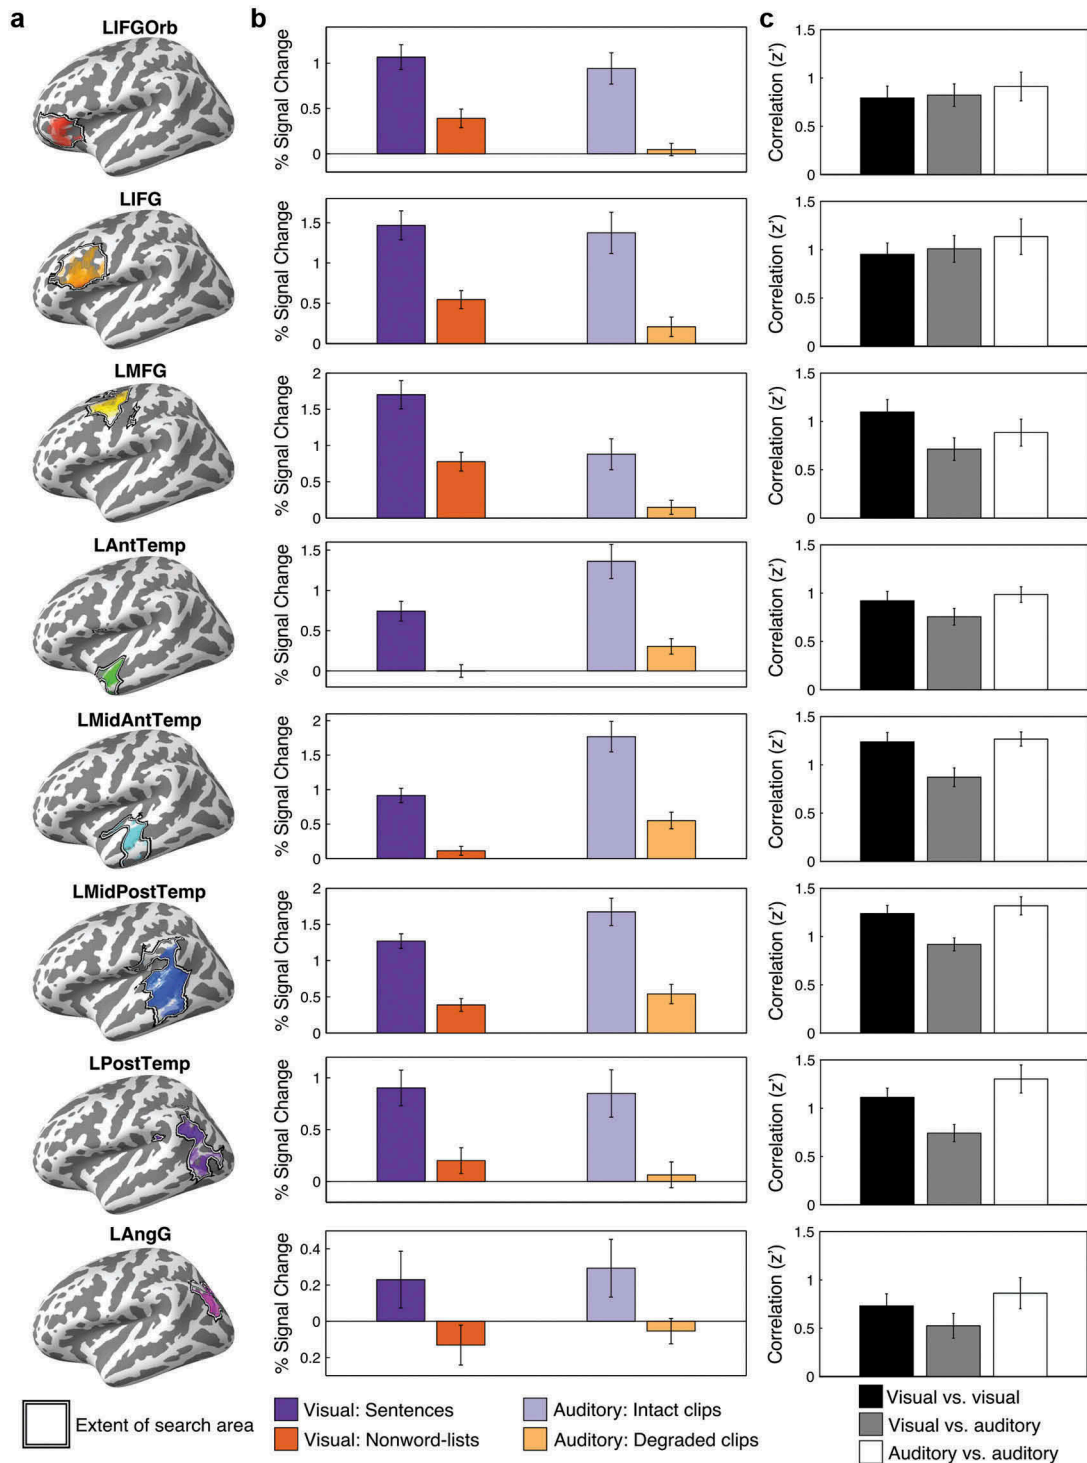 a
b
c
LIFGOrb
% Signal Change
1
0.5
0
Correlation (z')
1.5
1
0.5
0
LIFG
% Signal Change
1.5
1
0.5
0
Correlation (z')
1.5
1
0.5
0
LMFG
% Signal Change
2
1.5
1
0.5
0
Correlation (z')
1.5
1
0.5
0
LAntTemp
% Signal Change
1.5
1
0.5
0
Correlation (z')
1.5
1
0.5
0
LMidAntTemp
% Signal Change
2
1.5
1
0.5
0
Correlation (z')
1.5
1
0.5
0
LMidPostTemp
% Signal Change
2
1.5
1
0.5
0
Correlation (z')
1.5
1
0.5
0
LPostTemp
% Signal Change
1
0.5
0
Correlation (z')
1.5
1
0.5
0
LAngG
% Signal Change
0.4
0.2
0
0.2
Correlation (z')
1.5
1
0.5
0
Extent of search area
Visual: Sentences
Auditory: Intact clips
Visual: Nonword-lists
Auditory: Degraded clips
Visual vs. visual
Visual vs. auditory
Auditory vs. auditory